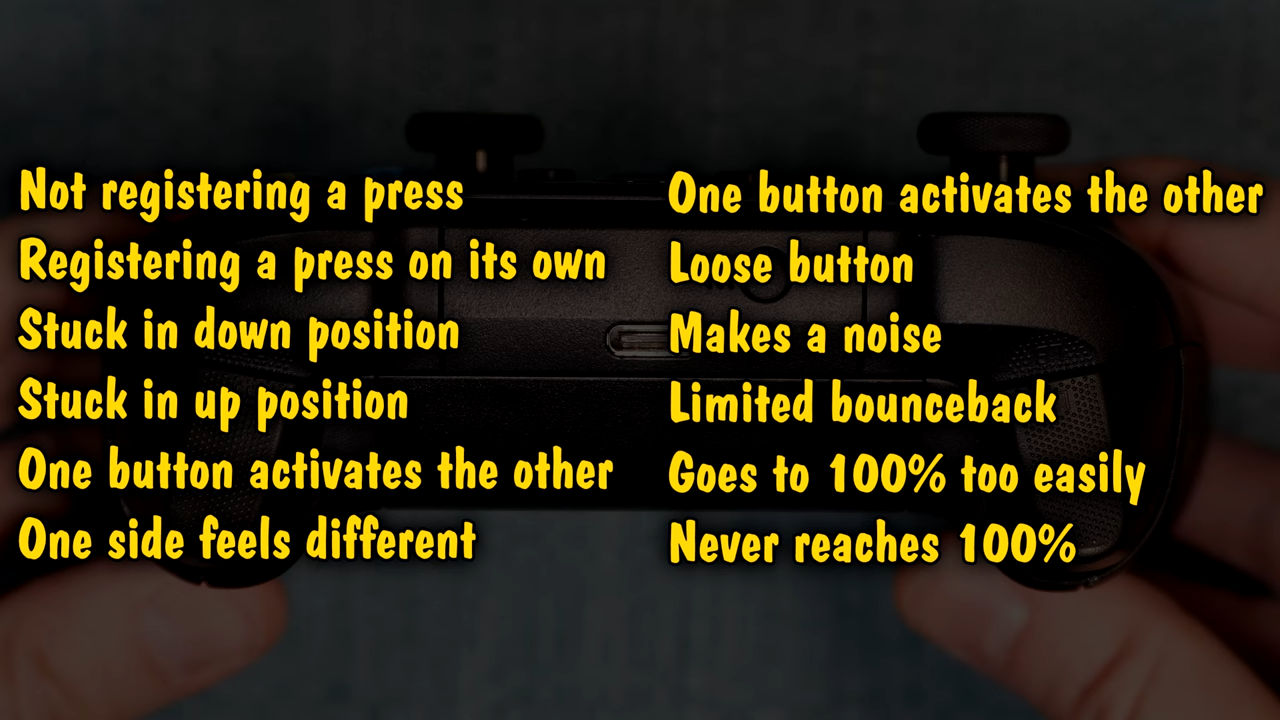 Not registering a press
Registering a press on its own
Stuck in down position
Stuck in up position
One button activates the other
One side feels different
One button activates the other
Loose button
Makes a noise
Limited bounceback
Goes to 100% too easily
Never reaches 100%